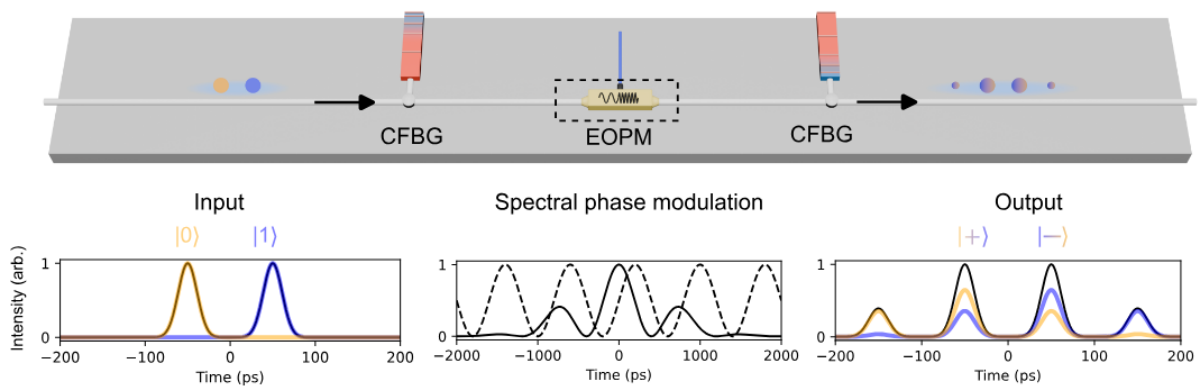 CFBG
EOPM
CFBG
Input
Spectral phase modulation
Output
|0⟩
|1⟩
|+⟩
|−⟩
Intensity (arb.)
1
0
−200
−100
0
100
200
Time (ps)
1
0
−2000
−1000
0
1000
2000
Time (ps)
1
0
−200
−100
0
100
200
Time (ps)